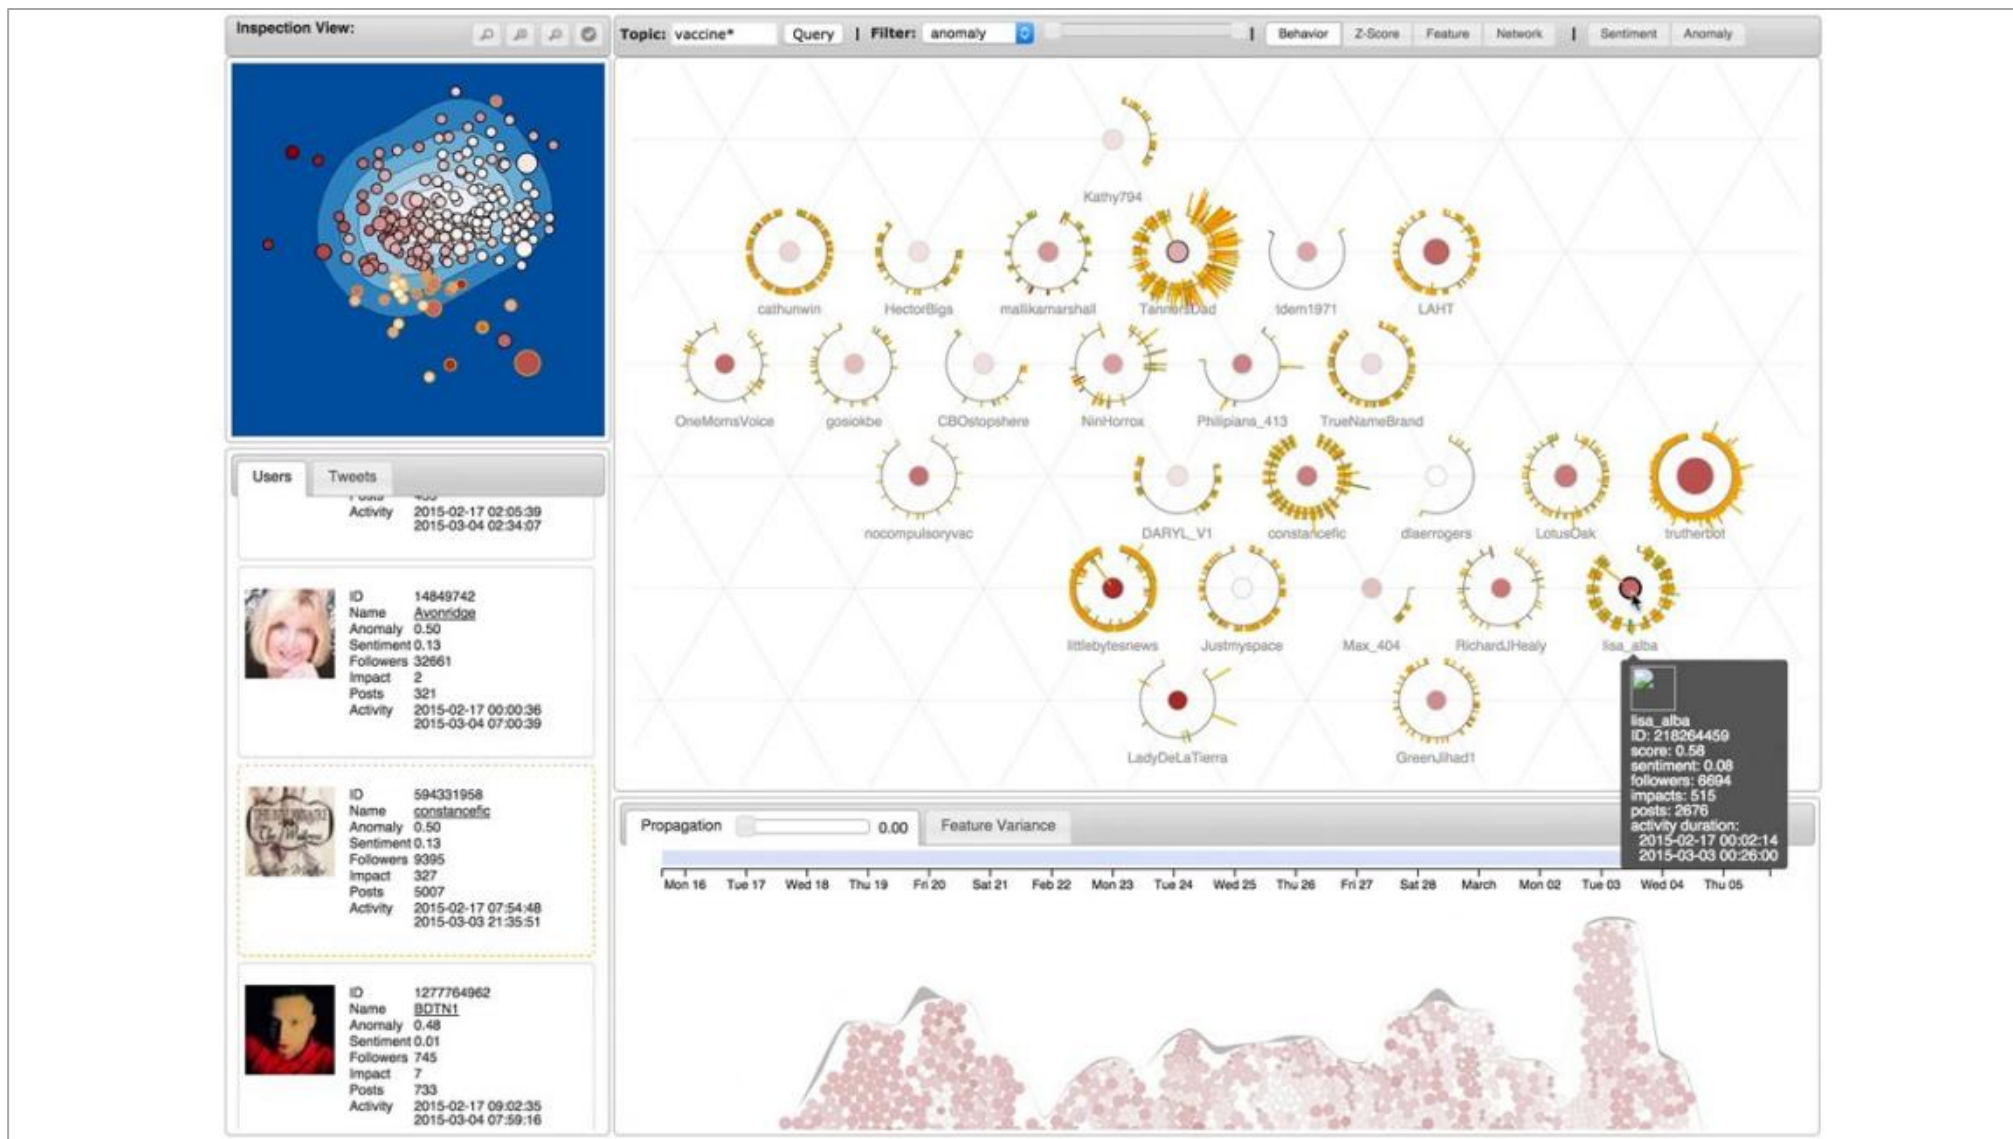 Inspection View:
Topic: vaccine* Query | Filter: anomaly | Behavior Z-Score Feature Network | Sentiment Anomaly
Kathy794
cathunwin HectorBigs mallikamarshall TannersDad tdem1971 LAHT
OneMomsVoice gosiokbe CBOstopshere NinHorrox Philipians_413 TrueNameBrand
nocompulsoryvac DARYL_V1 constancefic dlaerrogers LotusOak trutherbot
littlebytesnews Justmyspace Max_404 RichardJHealy lisa_alba
LadyDeLaTierra GreenJihad1
lisa_alba
ID: 218264459
score: 0.58
sentiment: 0.08
followers: 6694
impacts: 515
posts: 2676
activity duration:
2015-02-17 00:02:14
2015-03-03 00:26:00
Users Tweets
Activity 2015-02-17 02:05:39
2015-03-04 02:34:07
ID 14849742
Name Avonridge
Anomaly 0.50
Sentiment 0.13
Followers 32661
Impact 2
Posts 321
Activity 2015-02-17 00:00:36
2015-03-04 07:00:39
ID 594331958
Name constancefic
Anomaly 0.50
Sentiment 0.13
Followers 9395
Impact 327
Posts 5007
Activity 2015-02-17 07:54:48
2015-03-03 21:35:51
ID 1277764962
Name BDTN1
Anomaly 0.48
Sentiment 0.01
Followers 745
Impact 7
Posts 733
Activity 2015-02-17 09:02:35
2015-03-04 07:59:16
Propagation 0.00 Feature Variance
Mon 16 Tue 17 Wed 18 Thu 19 Fri 20 Sat 21 Feb 22 Mon 23 Tue 24 Wed 25 Thu 26 Fri 27 Sat 28 March Mon 02 Tue 03 Wed 04 Thu 05